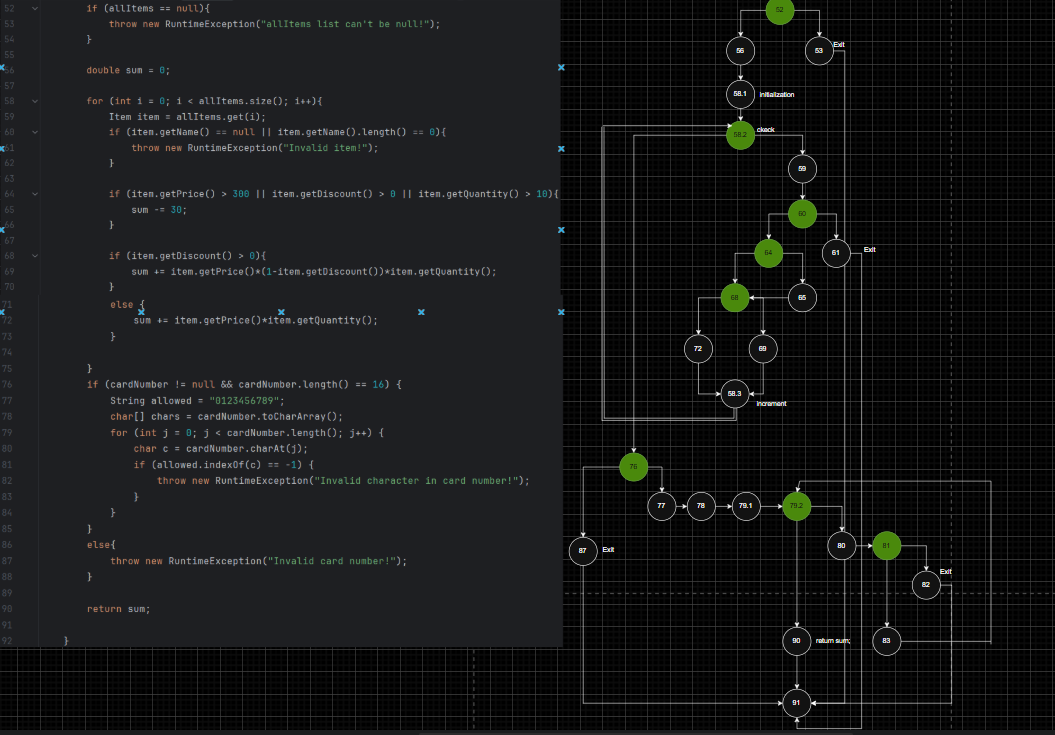 52 if (allItems == null){
53 throw new RuntimeException("allItems list can't be null!");
54 }
55
56 double sum = 0;
57
58 for (int i = 0; i < allItems.size(); i++){
59 Item item = allItems.get(i);
60 if (item.getName() == null || item.getName().length() == 0){
61 throw new RuntimeException("Invalid item!");
62 }
63
64 if (item.getPrice() > 300 || item.getDiscount() > 0 || item.getQuantity() > 10){
65 sum -= 30;
66 }
67
68 if (item.getDiscount() > 0){
69 sum += item.getPrice()*(1-item.getDiscount())*item.getQuantity();
70 }
71 else {
72 sum += item.getPrice()*item.getQuantity();
73 }
74
75 }
76 if (cardNumber != null && cardNumber.length() == 16) {
77 String allowed = "0123456789";
78 char[] chars = cardNumber.toCharArray();
79 for (int j = 0; j < cardNumber.length(); j++) {
80 char c = cardNumber.charAt(j);
81 if (allowed.indexOf(c) == -1) {
82 throw new RuntimeException("Invalid character in card number!");
83 }
84 }
85 }
86 else{
87 throw new RuntimeException("Invalid card number!");
88 }
89
90 return sum;
91
92 }
52
56
53
Exit
58.1
initialization
58.2
ckeck
59
60
64
61
Exit
68
65
72
69
58.3
increment
76
77
78
79.1
79.2
87
Exit
80
81
82
Exit
90
return sum;
83
91